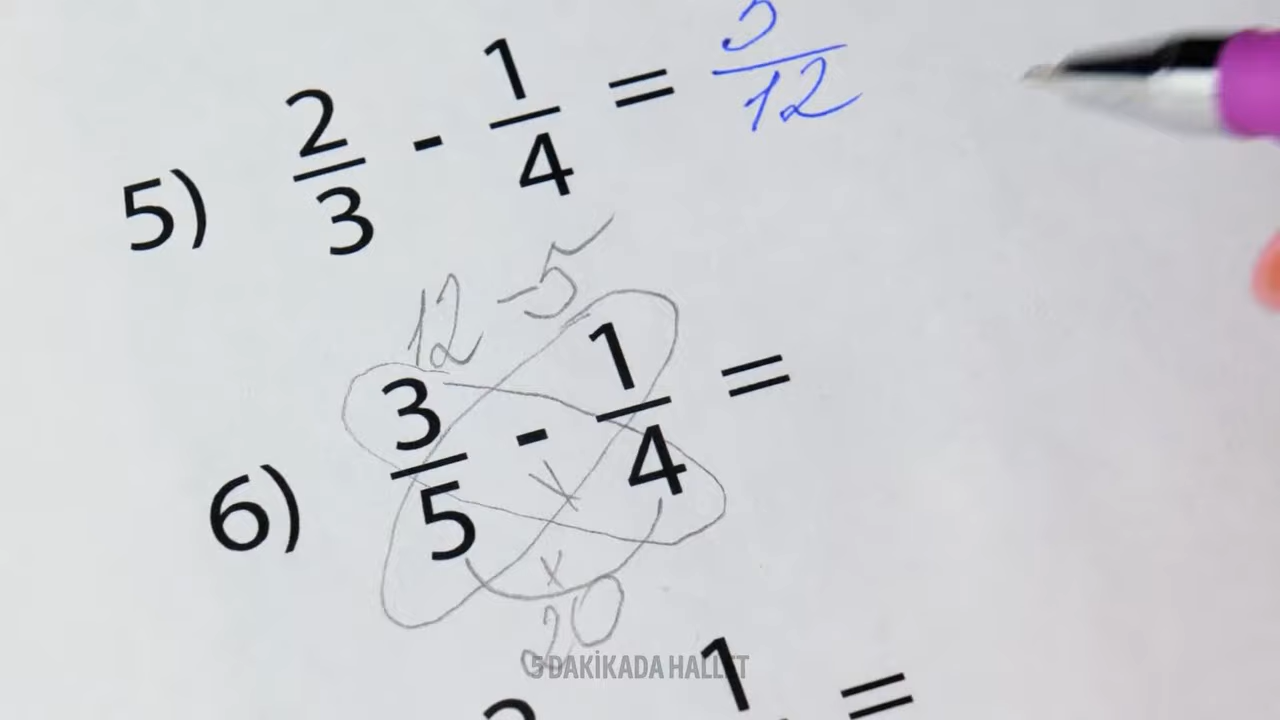 5) 2/3 - 1/4 = 5/12
12 - 5
6) 3/5 - 1/4 =
x
x
20
1 =
5 DAKİKADA HALLET